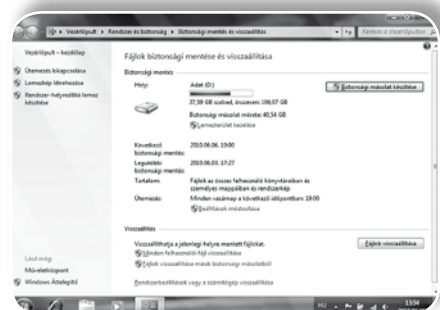 Vezérlőpult ▸ Rendszer és biztonság ▸ Biztonsági mentés és visszaállítás
Keresés a Vezérlőpultban
Vezérlőpult – kezdőlap
Ütemezés kikapcsolása
Lemezkép létrehozása
Rendszer-helyreállító lemez
készítése
Fájlok biztonsági mentése és visszaállítása
Biztonsági mentés
Hely:
Adat (D:)
37,59 GB szabad, összesen: 106,07 GB
Biztonsági másolat mérete: 40,54 GB
Lemezterület kezelése
Biztonsági másolat készítése
Következő
biztonsági mentés:
2010.06.06. 19:00
Legutóbbi
biztonsági mentés:
2010.06.03. 17:27
Tartalom:
Fájlok az összes felhasználó könyvtáraiban és
személyes mappáiban és rendszerkép
Ütemezés:
Minden vasárnap a következő időpontban 19:00
Beállítások módosítása
Visszaállítás
Visszaállíthatja a jelenlegi helyre mentett fájlokat.
Fájlok visszaállítása
Minden felhasználó fájl visszaállítása
Fájlok visszaállítása másik biztonsági másolatból
Rendszerbeállítások vagy a számítógép visszaállítása
Lásd még:
Műveletközpont
Windows Áttelepítő
HU
13:54